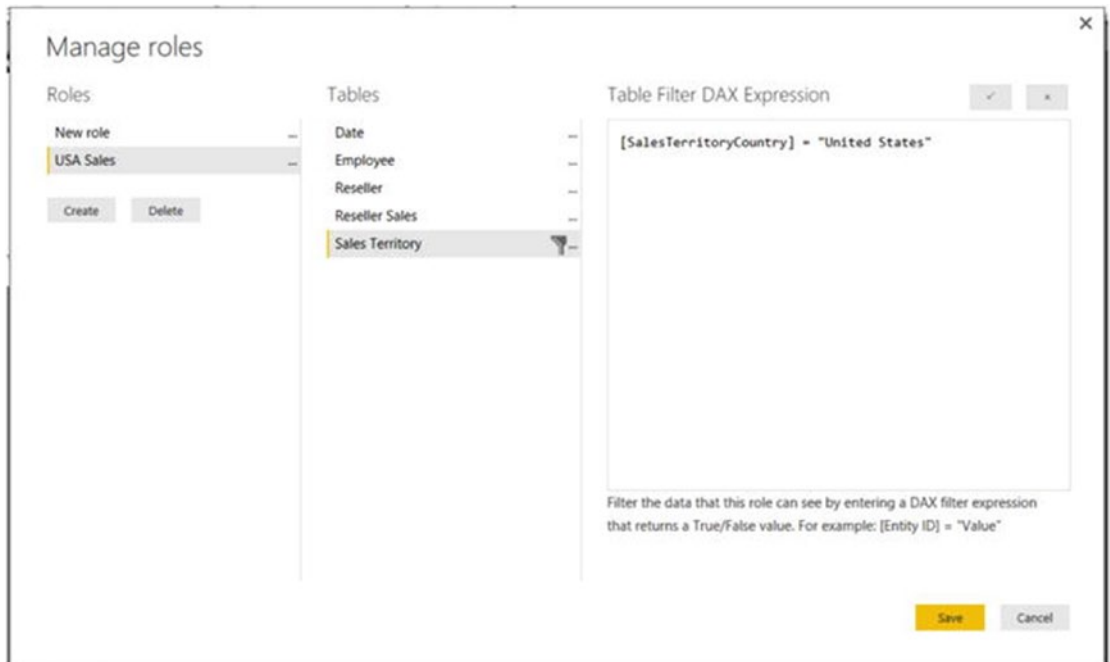 Manage roles
Roles
New role
USA Sales
Create Delete
Tables
Date
Employee
Reseller
Reseller Sales
Sales Territory
Table Filter DAX Expression
[SalesTerritoryCountry] = "United States"
Filter the data that this role can see by entering a DAX filter expression
that returns a True/False value. For example: [Entity ID] = "Value"
Save Cancel